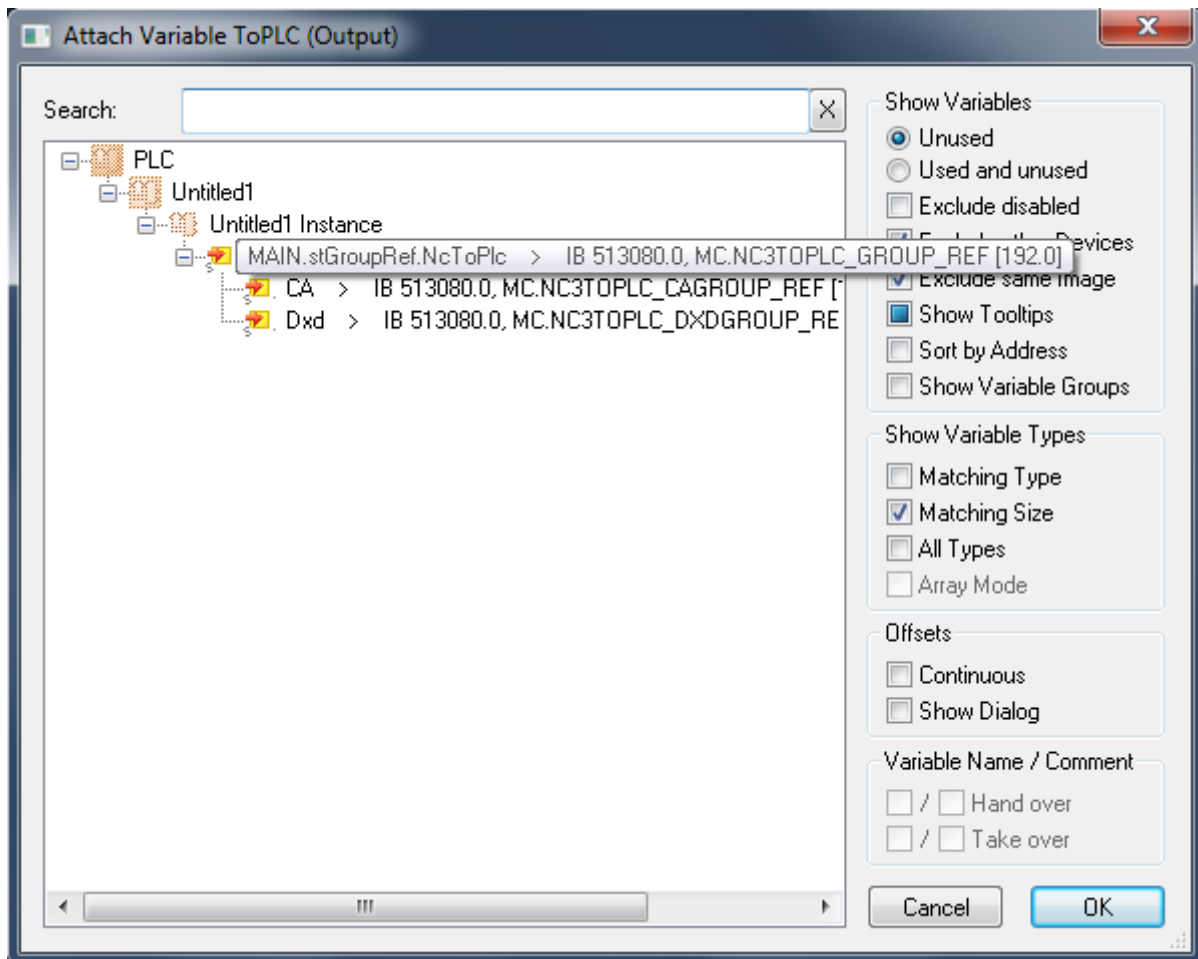 Attach Variable ToPLC (Output)
Search:
PLC
Untitled1
Untitled1 Instance
MAIN.stGroupRef.NcToPlc > IB 513080.0, MC.NC3TOPLC_GROUP_REF [192.0]
CA > IB 513080.0, MC.NC3TOPLC_CAGROUP_REF [
Dxd > IB 513080.0, MC.NC3TOPLC_DXDGROUP_RE
Show Variables
Unused
Used and unused
Exclude disabled
Devices
Exclude same Image
Show Tooltips
Sort by Address
Show Variable Groups
Show Variable Types
Matching Type
Matching Size
All Types
Array Mode
Offsets
Continuous
Show Dialog
Variable Name / Comment
/ Hand over
/ Take over
Cancel
OK